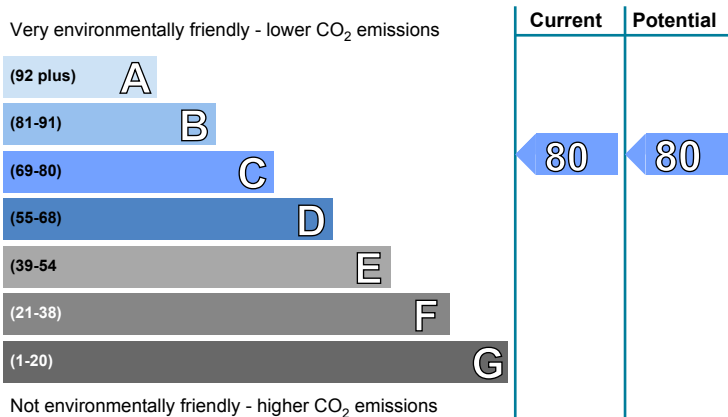 Very environmentally friendly - lower CO2 emissions
Current
Potential
(92 plus) A
(81-91) B
(69-80) C
80
80
(55-68) D
(39-54 E
(21-38) F
(1-20) G
Not environmentally friendly - higher CO2 emissions